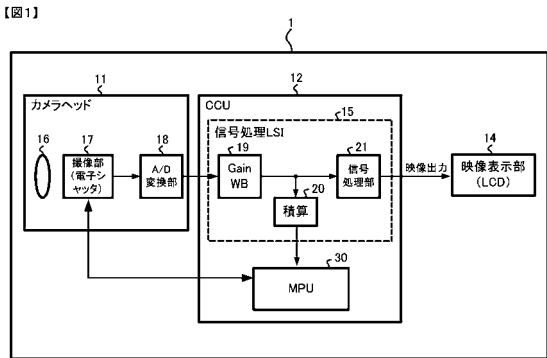 【図1】
1
11
カメラヘッド
16
17
撮像部
(電子シ
ャッタ)
18
A/D
変換部
12
CCU
15
信号処理LSI
19
Gain
WB
20
積算
21
信号
処理部
映像出力
14
映像表示部
(LCD)
30
MPU